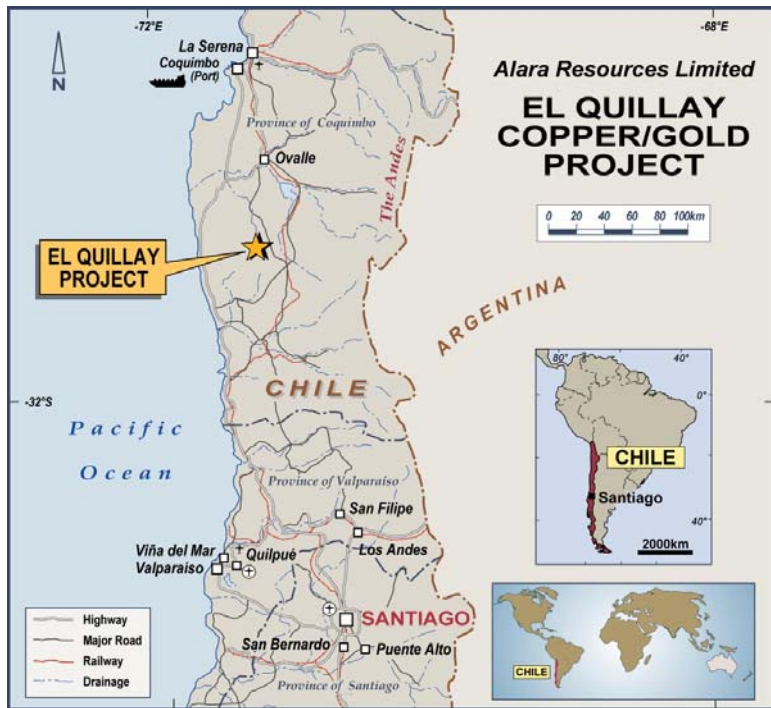 -72°E
-68°E
La Serena
Coquimbo
(Port)
N
Alara Resources Limited
EL QUILLAY
COPPER/GOLD
PROJECT
Province of Coquimbo
Ovalle
The Andes
0 20 40 60 80 100km
EL QUILLAY
PROJECT
ARGENTINA
80°
40°
0°
CHILE
-32°S
Pacific
Ocean
CHILE
Santiago
40°
2000km
Province of Valparaiso
San Filipe
Los Andes
Viña del Mar
Valparaiso
Quilpué
SANTIAGO
San Bernardo
Puente Alto
Province of Santiago
Highway
Major Road
Railway
Drainage
CHILE